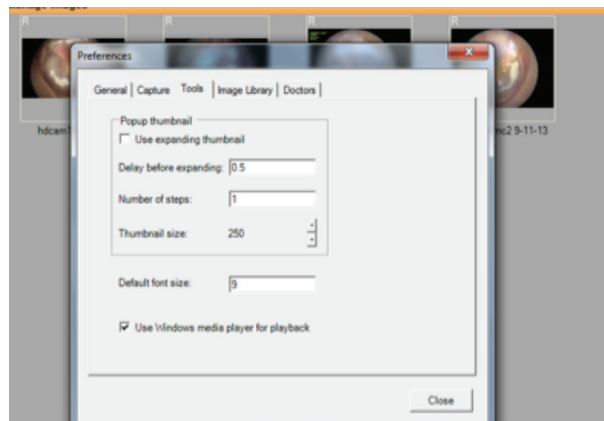 R
R
R
R
Preferences
General
Capture
Tools
Image Library
Doctors
hdcam1
mc2 9-11-13
Popup thumbnail
Use expanding thumbnail
Delay before expanding: 0.5
Number of steps: 1
Thumbnail size: 250
Default font size: 9
Use Windows media player for playback
Close